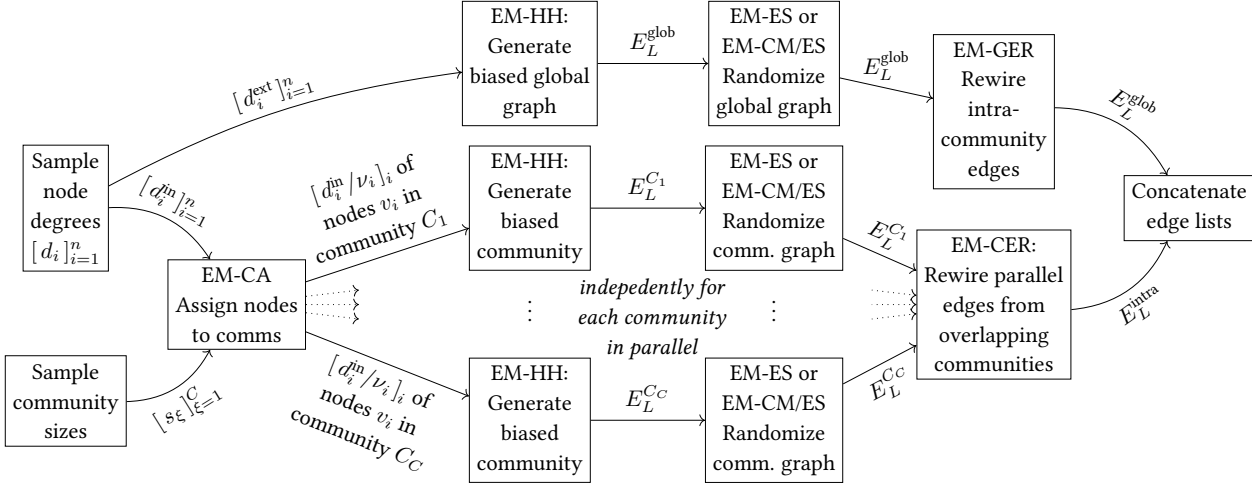 Sample
node
degrees
[ d_i ]_{i=1}^n
Sample
community
sizes
[ d_i^{ext} ]_{i=1}^n
[ d_i^{in} ]_{i=1}^n
[ s_ξ ]_{ξ=1}^C
EM-CA
Assign nodes
to comms
EM-HH:
Generate
biased global
graph
E_L^{glob}
EM-ES or
EM-CM/ES
Randomize
global graph
E_L^{glob}
EM-GER
Rewire
intra-
community
edges
E_L^{glob}
[ d_i^{in}/ν_i ]_i of
nodes v_i in
community C_1
EM-HH:
Generate
biased
community
E_L^{C_1}
EM-ES or
EM-CM/ES
Randomize
comm. graph
E_L^{C_1}
⋮
indepedently for
each community
in parallel
⋮
[ d_i^{in}/ν_i ]_i of
nodes v_i in
community C_C
EM-HH:
Generate
biased
community
E_L^{C_C}
EM-ES or
EM-CM/ES
Randomize
comm. graph
E_L^{C_C}
EM-CER:
Rewire parallel
edges from
overlapping
communities
E_L^{intra}
Concatenate
edge lists